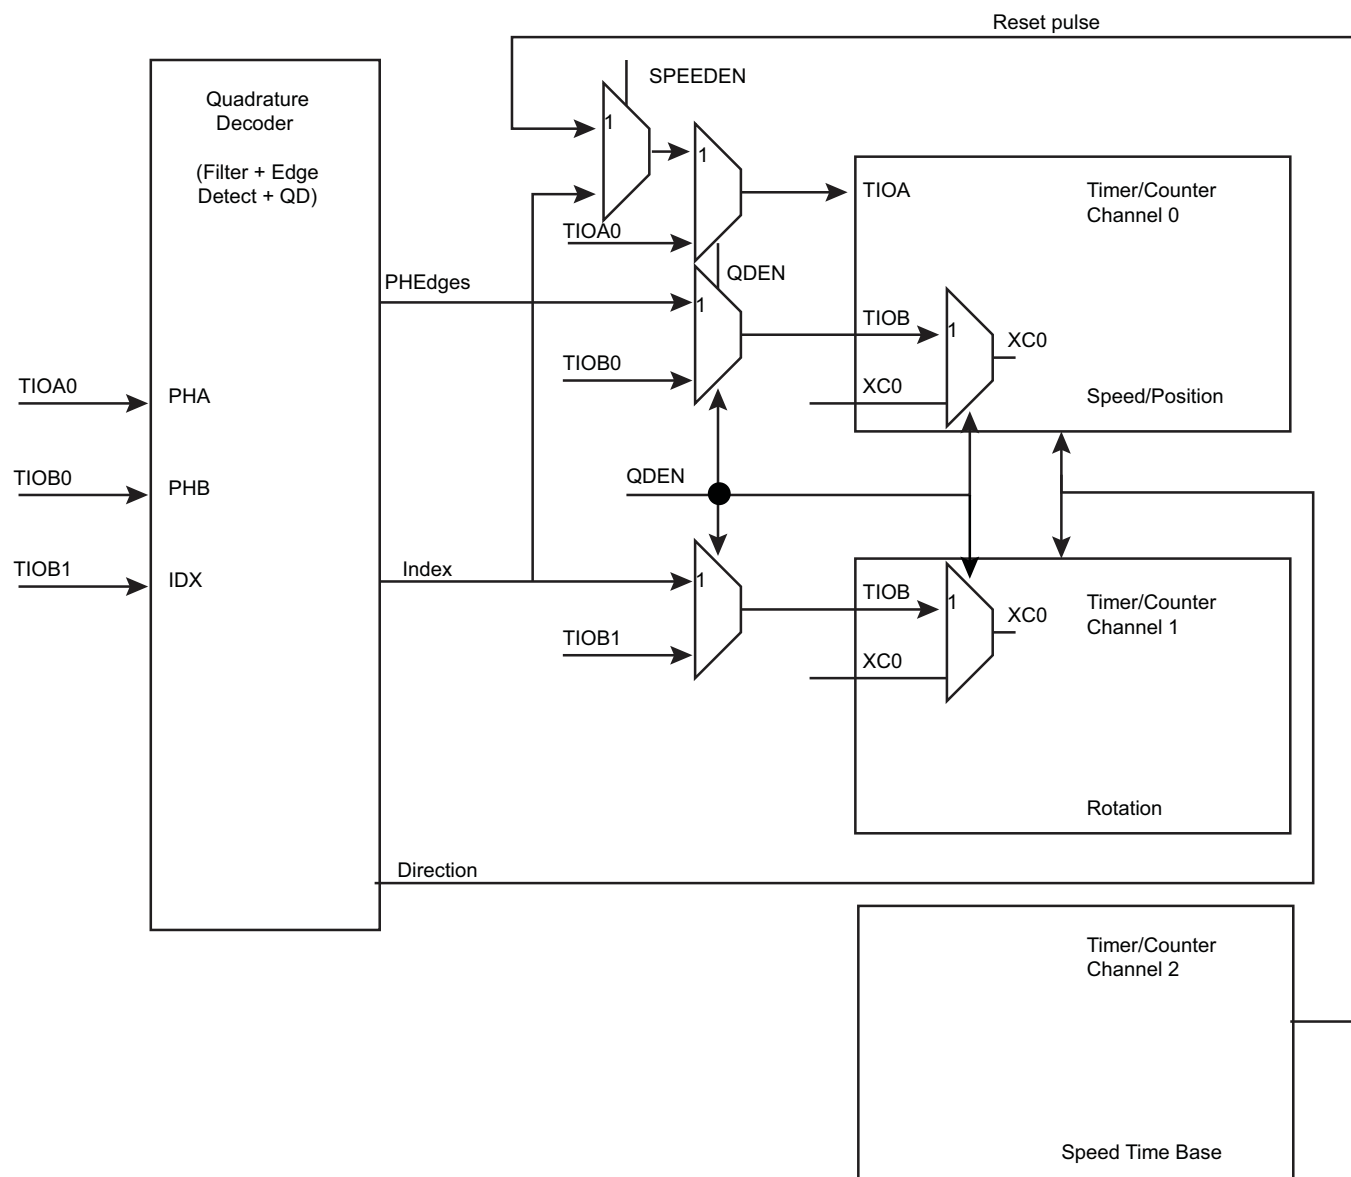 Reset pulse
SPEEDEN
Quadrature
Decoder
(Filter + Edge
Detect + QD)
1
1
TIOA
Timer/Counter
Channel 0
TIOA0
QDEN
PHEdges
1
TIOB
1
XC0
TIOB0
XC0
Speed/Position
TIOA0
PHA
TIOB0
PHB
QDEN
TIOB1
IDX
Index
1
TIOB
1
XC0
Timer/Counter
Channel 1
TIOB1
XC0
Rotation
Direction
Timer/Counter
Channel 2
Speed Time Base